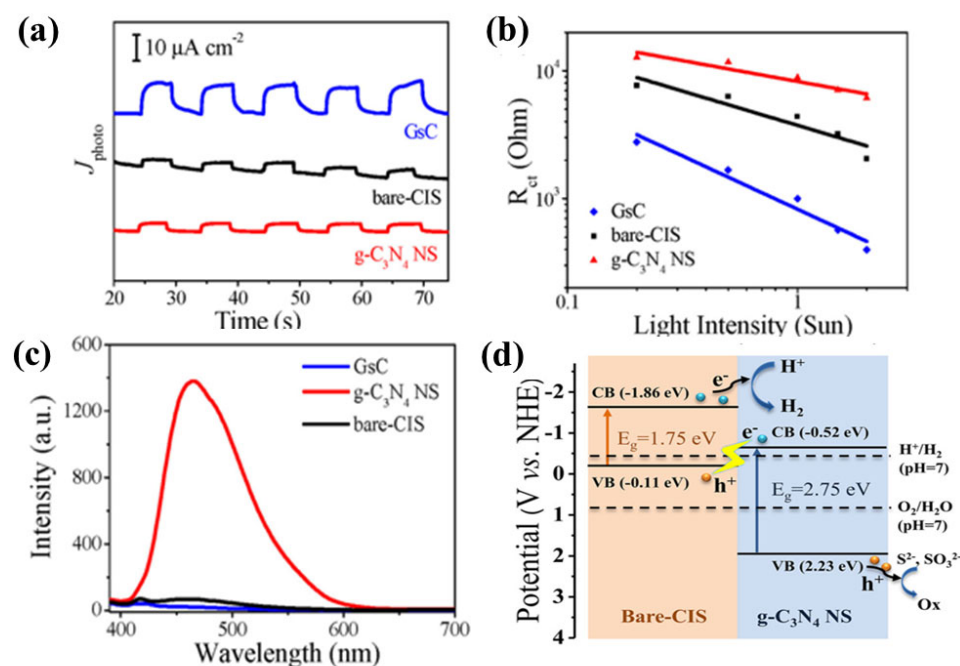 (a)
10 μA cm⁻²
GsC
bare-CIS
g-C₃N₄ NS
J_photo
20 30 40 50 60 70
Time (s)
(b)
10⁴
10³
R_ct (Ohm)
GsC
bare-CIS
g-C₃N₄ NS
0.1 1
Light Intensity (Sun)
(c)
1600
1200
800
400
0
Intensity (a.u.)
GsC
g-C₃N₄ NS
bare-CIS
400 500 600 700
Wavelength (nm)
(d)
Potential (V vs. NHE)
-2
-1
0
1
2
3
4
CB (-1.86 eV)
e⁻
H⁺
H₂
E_g=1.75 eV
e⁻
CB (-0.52 eV)
H⁺/H₂
(pH=7)
VB (-0.11 eV)
h⁺
E_g=2.75 eV
O₂/H₂O
(pH=7)
VB (2.23 eV)
h⁺
S²⁻, SO₃²⁻
Ox
Bare-CIS
g-C₃N₄ NS